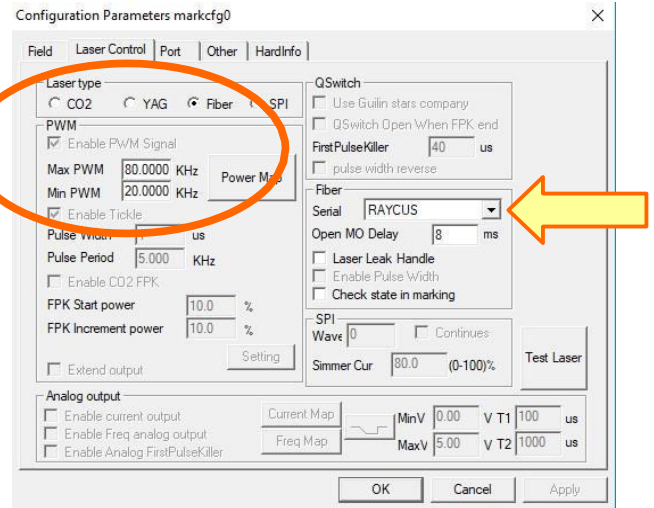 Configuration Parameters markcfg0
Field Laser Control Port Other HardInfo
Laser type
CO2 YAG Fiber SPI
PWM
Enable PWM Signal
Max PWM 80.0000 KHz
Min PWM 20.0000 KHz
Power Map
Enable Tickle
Pulse Width us
Pulse Period 5.000 KHz
Enable CO2 FPK
FPK Start power 10.0 %
FPK Increment power 10.0 %
Setting
Extend output
QSwitch
Use Guilin stars company
QSwitch Open When FPK end
FirstPulseKiller 40 us
pulse width reverse
Fiber
Serial RAYCUS
Open MO Delay 8 ms
Laser Leak Handle
Enable Pulse Width
Check state in marking
SPI
Wave 0 Continues
Simmer Cur 80.0 (0-100)%
Test Laser
Analog output
Enable current output
Enable Freq analog output
Enable Analog FirstPulseKiller
Current Map
Freq Map
MinV 0.00 V T1 100 us
MaxV 5.00 V T2 1000 us
OK Cancel Apply